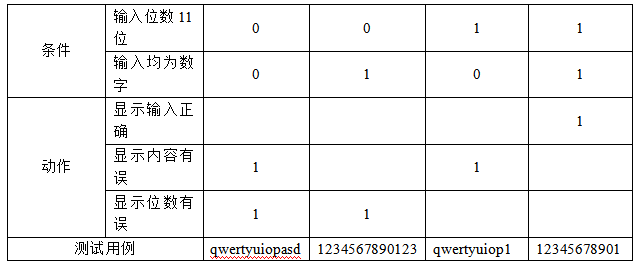 条件 输入位数 11 位 0 0 1 1
输入均为数字 0 1 0 1
动作 显示输入正确 1
显示内容有误 1 1
显示位数有误 1 1
测试用例 qwertyuiopasd 1234567890123 qwertyuiop1 12345678901